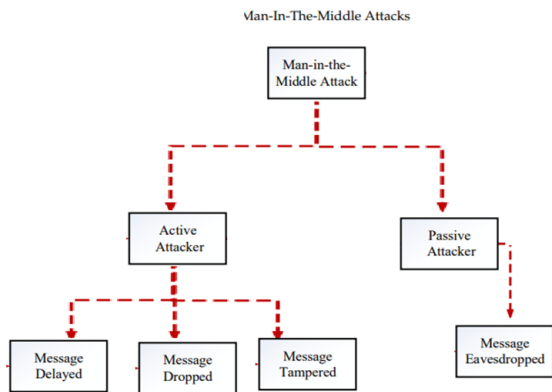 Man-In-The-Middle Attacks
Man-in-the-
Middle Attack
Active
Attacker
Passive
Attacker
Message
Delayed
Message
Dropped
Message
Tampered
Message
Eavesdropped